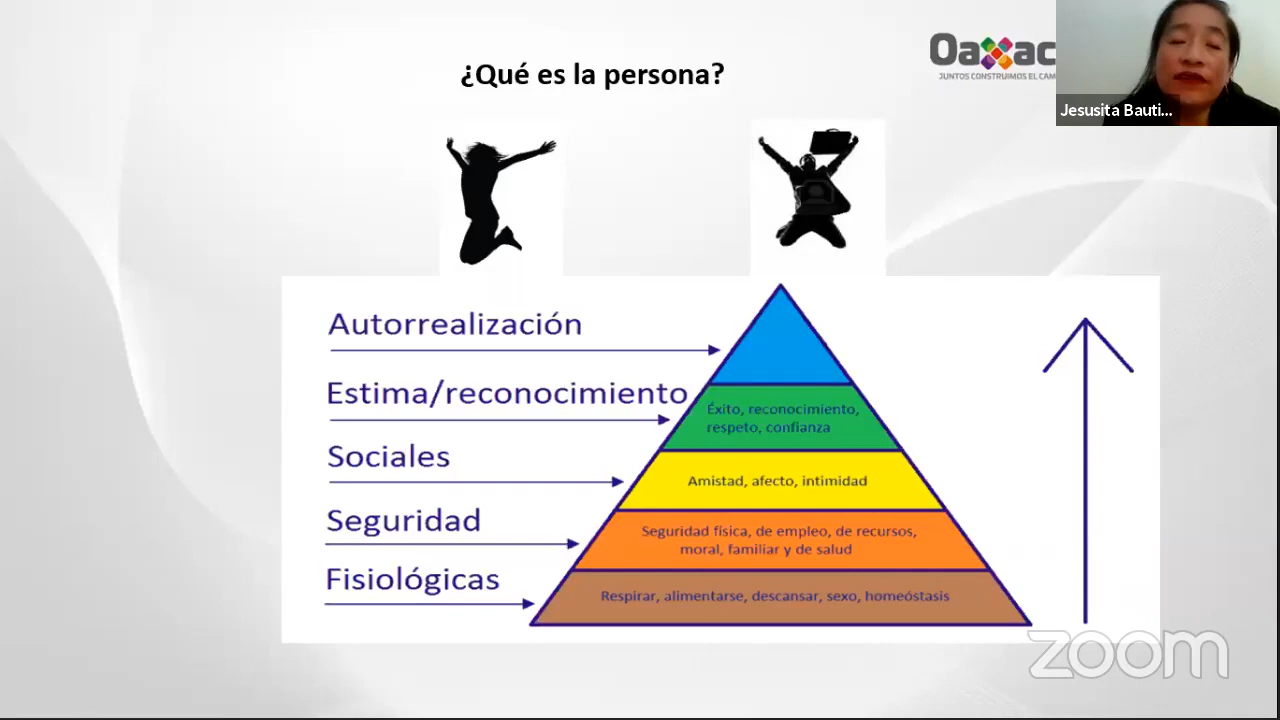 ¿Qué es la persona?
Oaxac
JUNTOS CONSTRUIMOS EL CAM
Jesusita Bauti...
Autorrealización
Estima/reconocimiento
Éxito, reconocimiento,
respeto, confianza
Sociales
Amistad, afecto, intimidad
Seguridad
Seguridad física, de empleo, de recursos,
moral, familiar y de salud
Fisiológicas
Respirar, alimentarse, descansar, sexo, homeóstasis
zoom